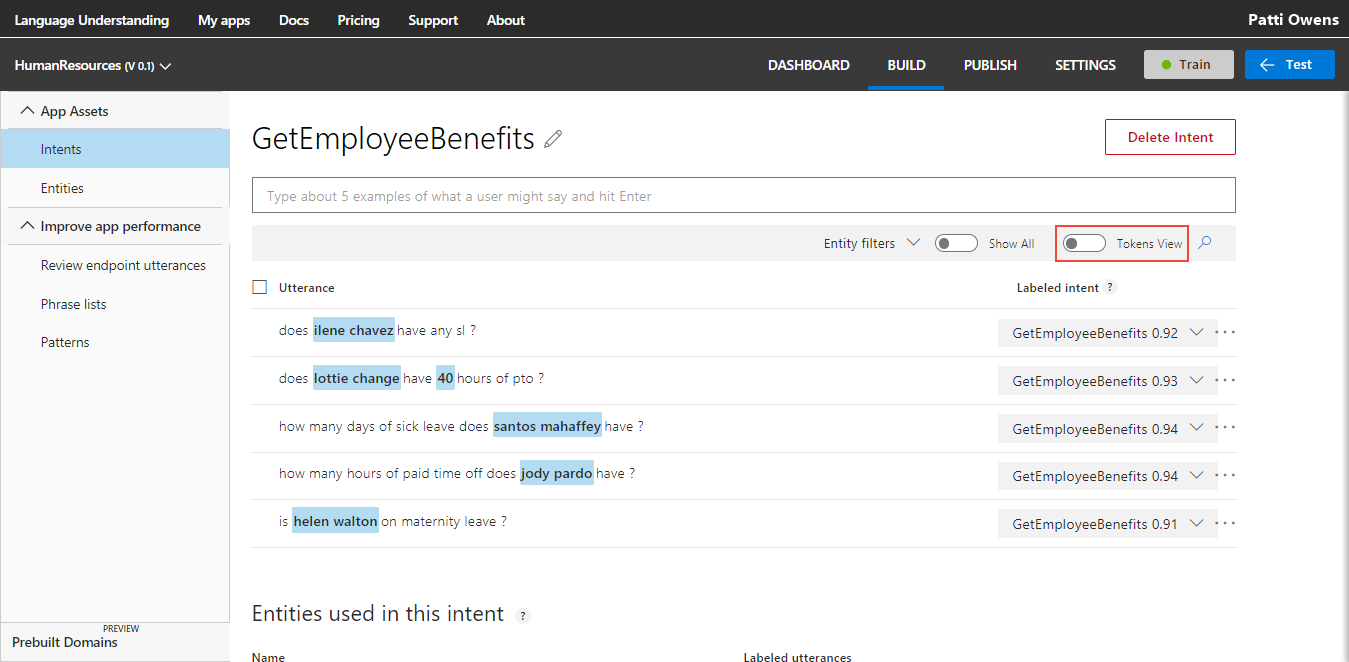 Language Understanding My apps Docs Pricing Support About Patti Owens
HumanResources (V 0.1) DASHBOARD BUILD PUBLISH SETTINGS Train Test
App Assets
Intents
Entities
Improve app performance
Review endpoint utterances
Phrase lists
Patterns
PREVIEW
Prebuilt Domains
GetEmployeeBenefits
Delete Intent
Type about 5 examples of what a user might say and hit Enter
Entity filters Show All Tokens View
Utterance Labeled intent ?
does ilene chavez have any sl ? GetEmployeeBenefits 0.92 ...
does lottie change have 40 hours of pto ? GetEmployeeBenefits 0.93 ...
how many days of sick leave does santos mahaffey have ? GetEmployeeBenefits 0.94 ...
how many hours of paid time off does jody pardo have ? GetEmployeeBenefits 0.94 ...
is helen walton on maternity leave ? GetEmployeeBenefits 0.91 ...
Entities used in this intent ?
Name Labeled utterances